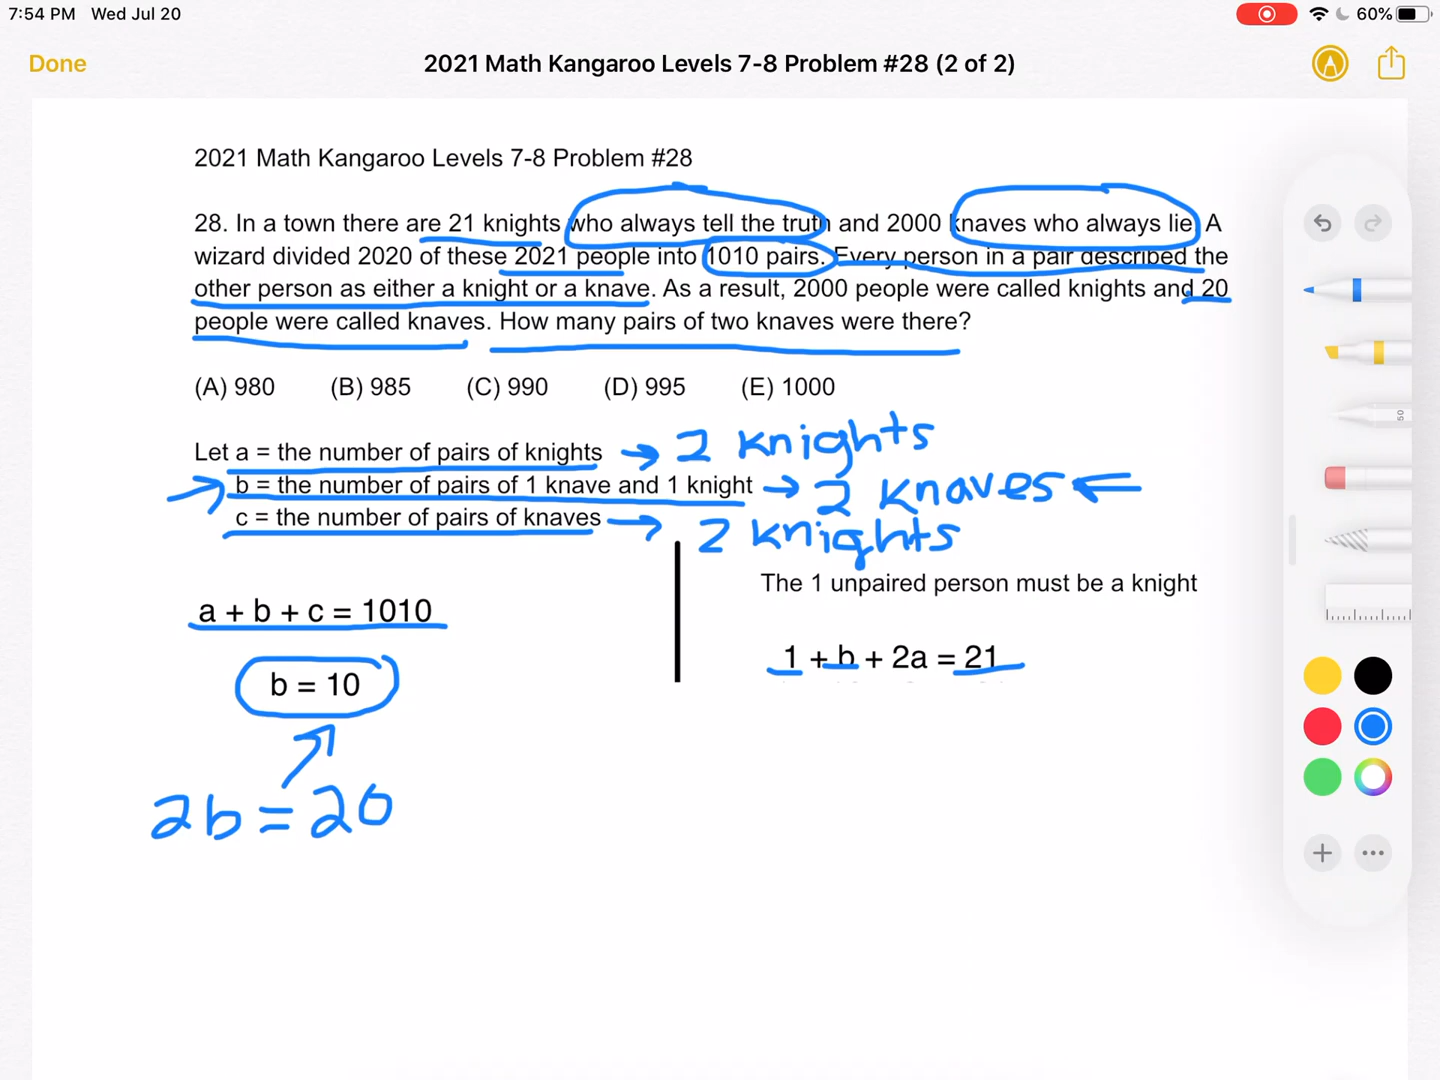 7:54 PM Wed Jul 20
60%
Done
2021 Math Kangaroo Levels 7-8 Problem #28 (2 of 2)
2021 Math Kangaroo Levels 7-8 Problem #28
28. In a town there are 21 knights who always tell the truth and 2000 knaves who always lie. A
wizard divided 2020 of these 2021 people into 1010 pairs. Every person in a pair described the
other person as either a knight or a knave. As a result, 2000 people were called knights and 20
people were called knaves. How many pairs of two knaves were there?
(A) 980 (B) 985 (C) 990 (D) 995 (E) 1000
Let a = the number of pairs of knights → 2 knights
→ b = the number of pairs of 1 knave and 1 knight → 2 knaves ←
c = the number of pairs of knaves → 2 knights
The 1 unpaired person must be a knight
a + b + c = 1010
1 + b + 2a = 21
b = 10
2b = 20
50